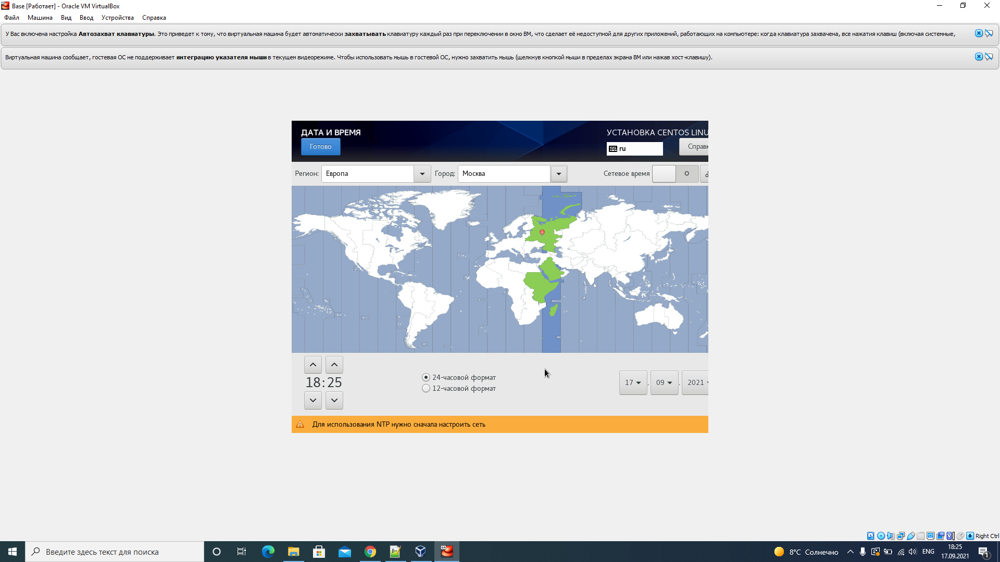 Base [Работает] - Oracle VM VirtualBox
Файл Машина Вид Ввод Устройства Справка
У Вас включена настройка Автозахват клавиатуры. Это приведет к тому, что виртуальная машина будет автоматически захватывать клавиатуру каждый раз при переключении в окно ВМ, что сделает её недоступной для других приложений, работающих на компьютере: когда клавиатура захвачена, все нажатия клавиш (включая системные,
Виртуальная машина сообщает, гостевая ОС не поддерживает интеграцию указателя мыши в текущем видеорежиме. Чтобы использовать мышь в гостевой ОС, нужно захватить мышь (щелкнув кнопкой мыши в пределах экрана ВМ или нажав хост-клавишу).
ДАТА И ВРЕМЯ УСТАНОВКА CENTOS LINU
Готово ru Справк
Регион: Европа Город: Москва Сетевое время
18:25
24-часовой формат
12-часовой формат
17 . 09 . 2021
Для использования NTP нужно сначала настроить сеть
Right Ctrl
Введите здесь текст для поиска
8°C Солнечно ENG 18:25
17.09.2021
1